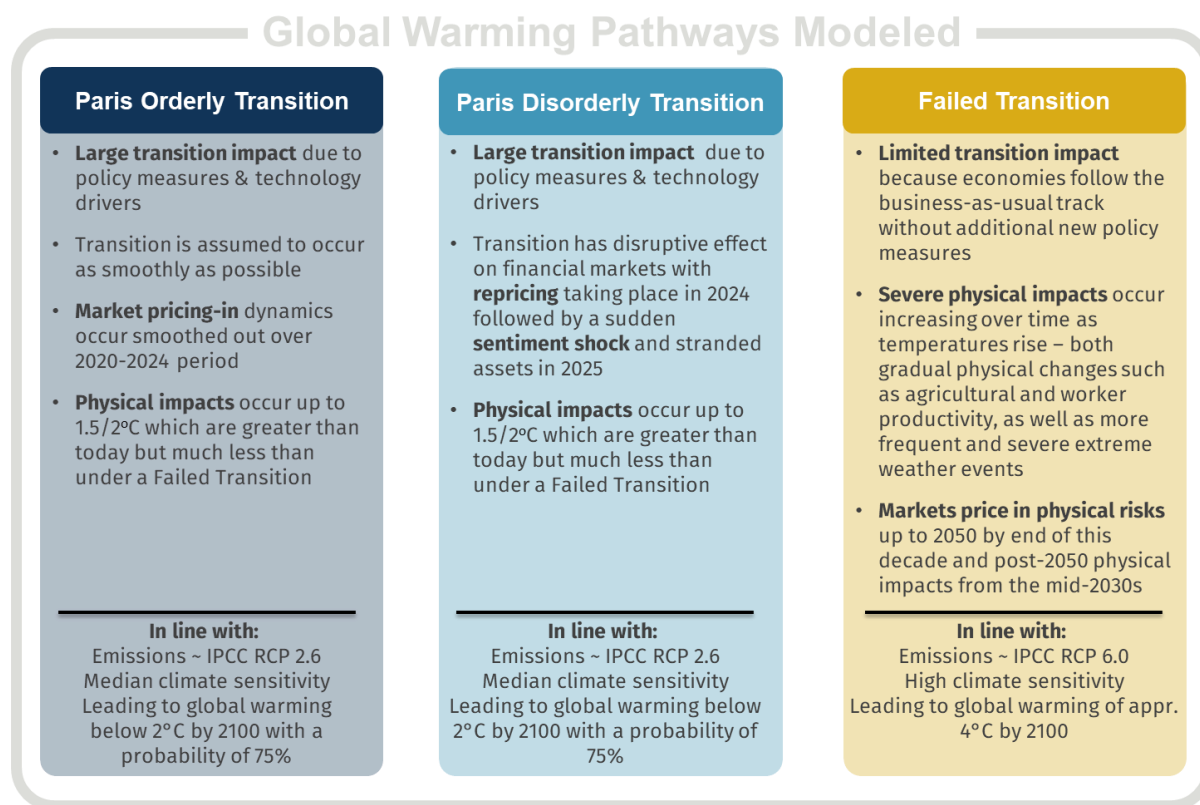 Global Warming Pathways Modeled
Paris Orderly Transition
• Large transition impact due to
policy measures & technology
drivers
• Transition is assumed to occur
as smoothly as possible
• Market pricing-in dynamics
occur smoothed out over
2020-2024 period
• Physical impacts occur up to
1.5/2ºC which are greater than
today but much less than
under a Failed Transition
In line with:
Emissions ~ IPCC RCP 2.6
Median climate sensitivity
Leading to global warming
below 2°C by 2100 with a
probability of 75%
Paris Disorderly Transition
• Large transition impact due to
policy measures & technology
drivers
• Transition has disruptive effect
on financial markets with
repricing taking place in 2024
followed by a sudden
sentiment shock and stranded
assets in 2025
• Physical impacts occur up to
1.5/2ºC which are greater than
today but much less than
under a Failed Transition
In line with:
Emissions ~ IPCC RCP 2.6
Median climate sensitivity
Leading to global warming below
2°C by 2100 with a probability of
75%
Failed Transition
• Limited transition impact
because economies follow the
business-as-usual track
without additional new policy
measures
• Severe physical impacts occur
increasing over time as
temperatures rise – both
gradual physical changes such
as agricultural and worker
productivity, as well as more
frequent and severe extreme
weather events
• Markets price in physical risks
up to 2050 by end of this
decade and post-2050 physical
impacts from the mid-2030s
In line with:
Emissions ~ IPCC RCP 6.0
High climate sensitivity
Leading to global warming of appr.
4°C by 2100